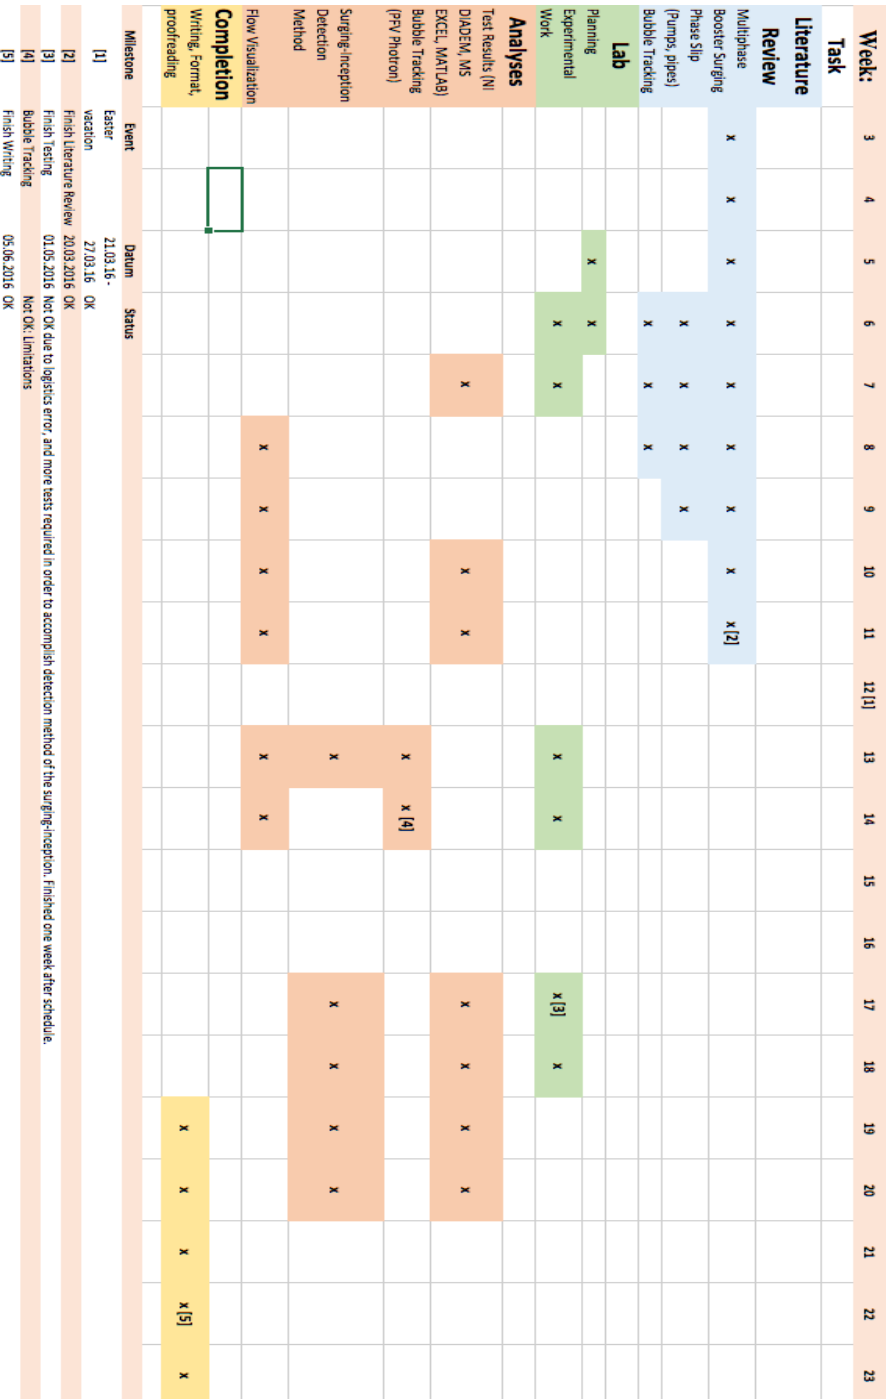 Week: 3 4 5 6 7 8 9 10 11 12 [1] 13 14 15 16 17 18 19 20 21 22 23
Task
Literature
Review
Multiphase
Booster Surging x x x x x x x x x [2]
Phase Slip
(Pumps, pipes) x x x x
Bubble Tracking x x x
Lab
Planning x x
Experimental
Work x x x x x [3] x
Analyses
Test Results (NI
DIADEM, MS
EXCEL, MATLAB) x x x x x x x
Bubble Tracking
(PFV Photron) x x [4]
Surging-Inception
Detection
Method x x x x x
Flow Visualization x x x x x x
Completion
Writing, Format,
proofreading x x x x [5] x
Milestone Event Datum Status
[1] Easter vacation 21.03.16 - 27.03.16 OK
[2] Finish Literature Review 20.03.2016 OK
[3] Finish Testing 01.05.2016 Not OK due to logistics error, and more tests required in order to accomplish detection method of the surging-inception. Finished one week after schedule.
[4] Bubble Tracking Not OK: Limitations
[5] Finish Writing 05.06.2016 OK